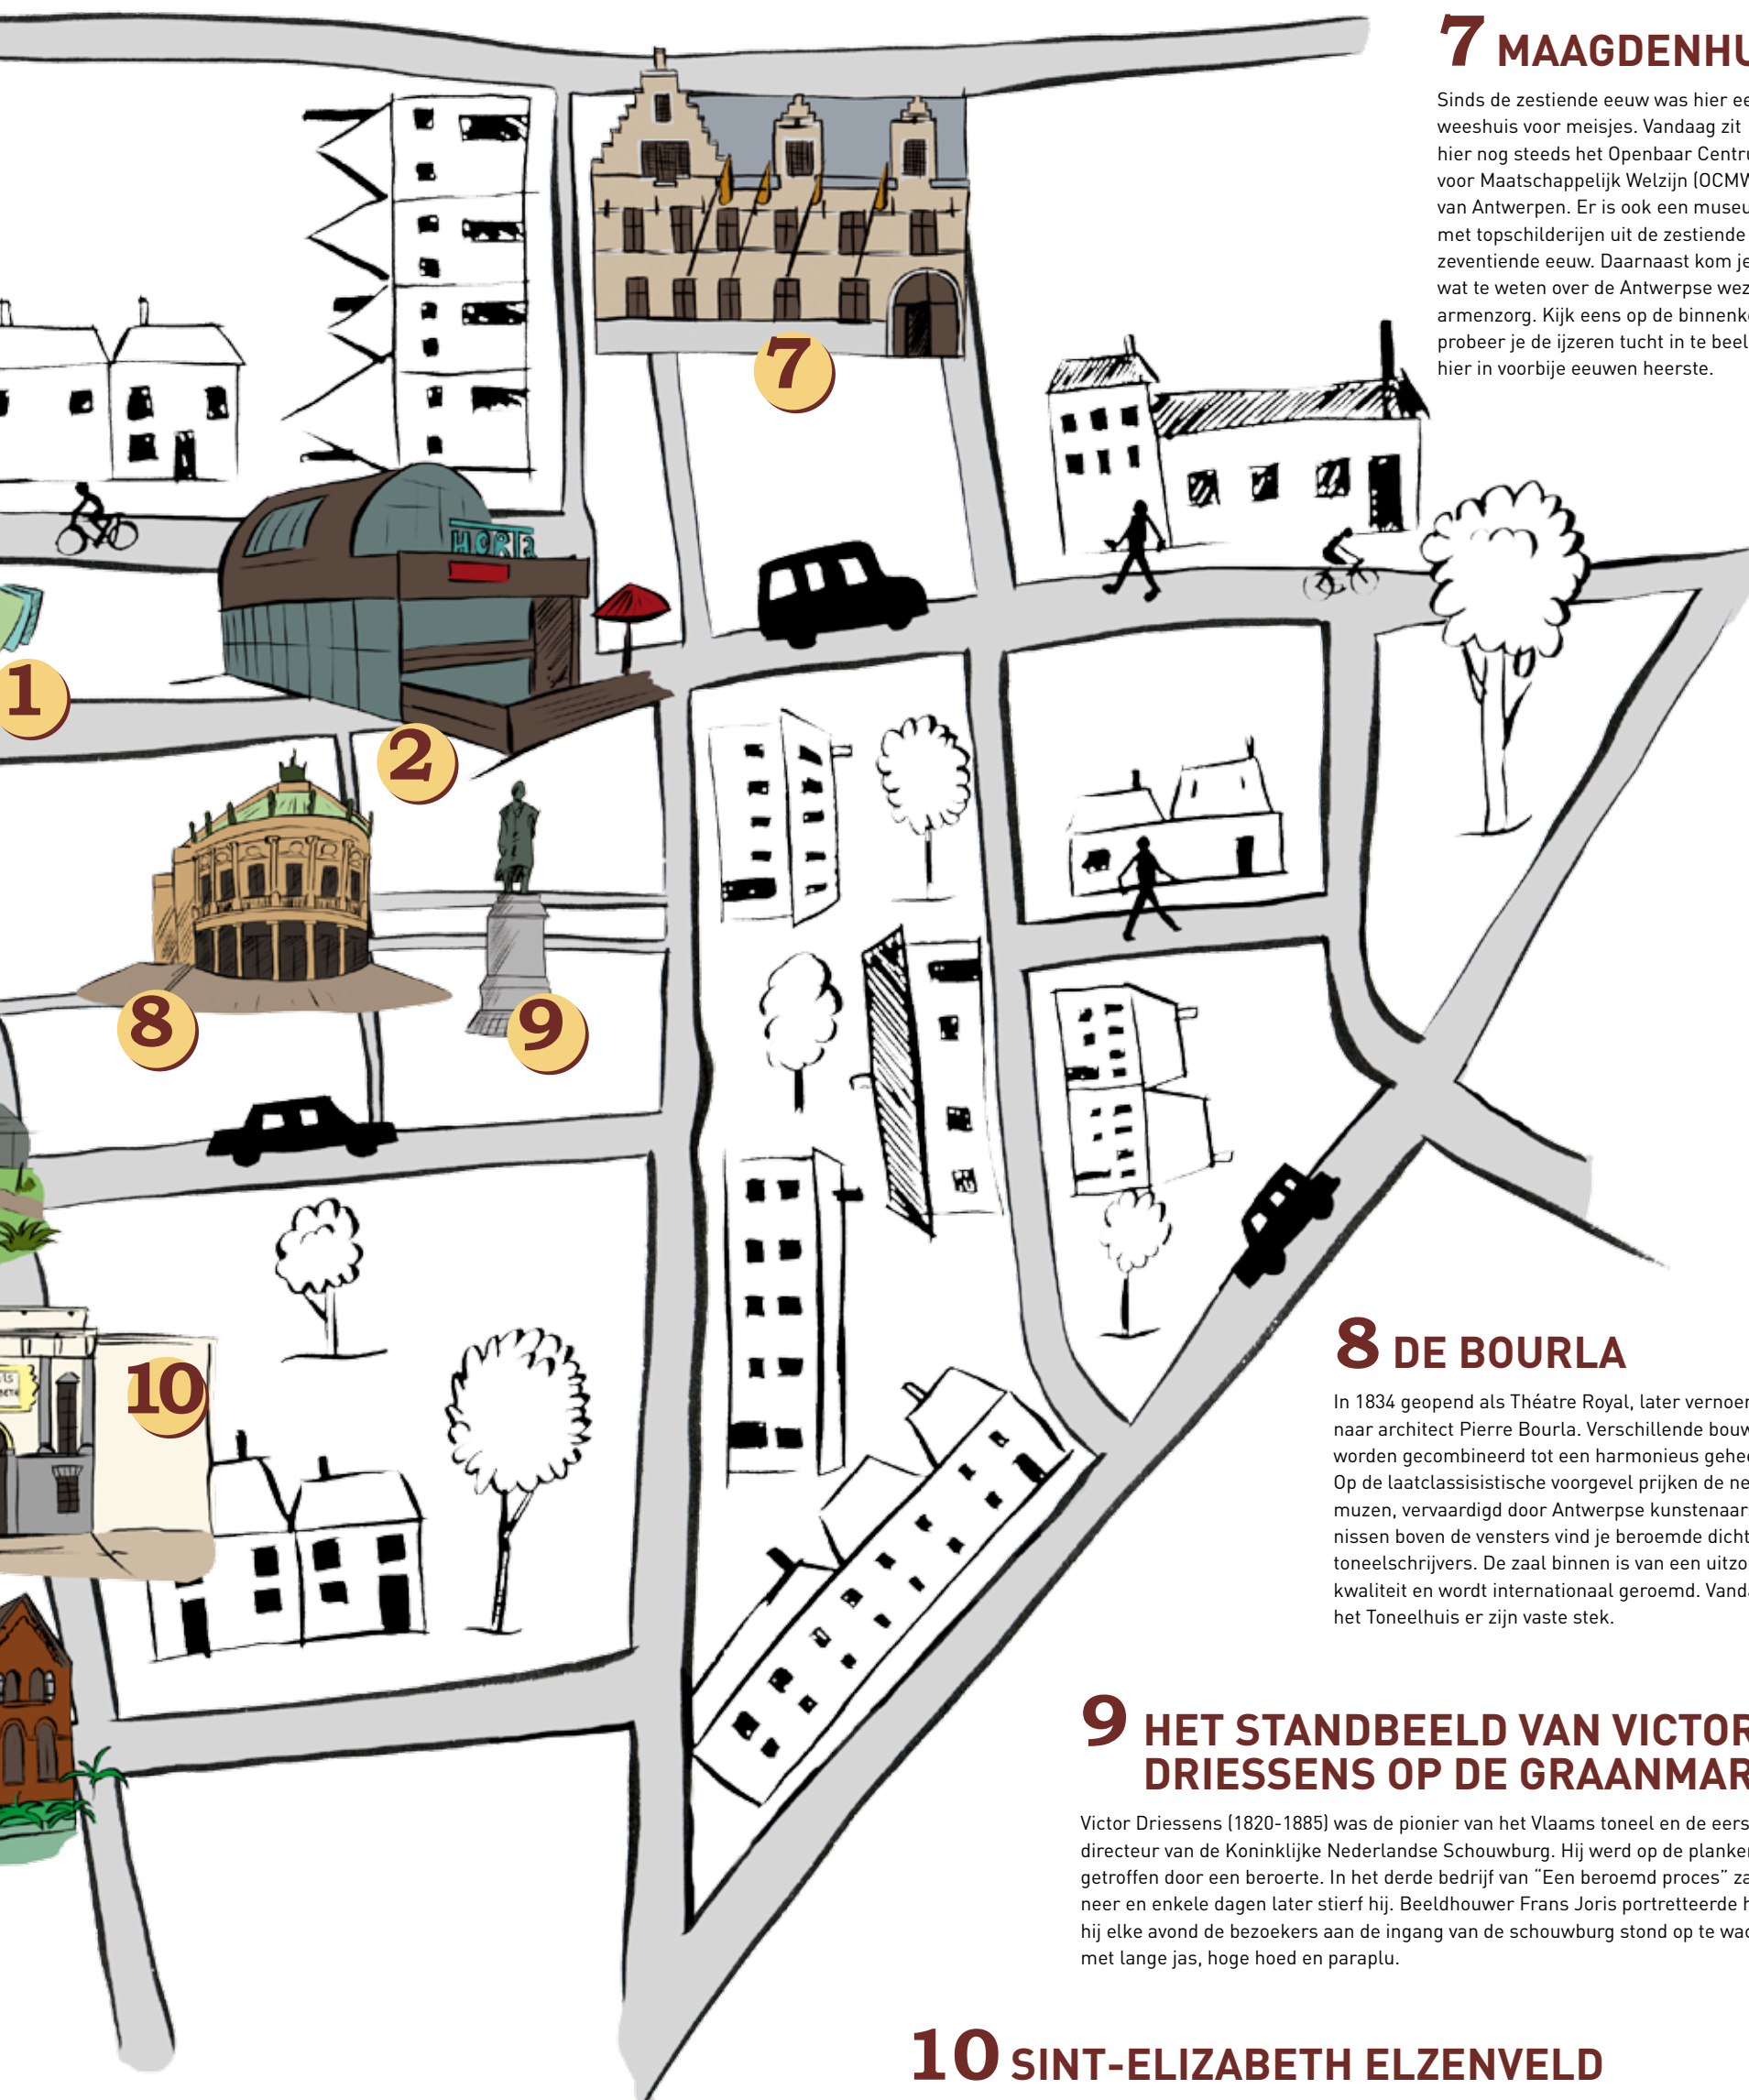 7 MAAGDENHU
Sinds de zestiende eeuw was hier ee
weeshuis voor meisjes. Vandaag zit
hier nog steeds het Openbaar Centru
voor Maatschappelijk Welzijn (OCMW
van Antwerpen. Er is ook een museu
met topschilderijen uit de zestiende
zeventiende eeuw. Daarnaast kom je
wat te weten over de Antwerpse wez
armenzorg. Kijk eens op de binnenk
probeer je de ijzeren tucht in te beel
hier in voorbije eeuwen heerste.
7
HORTa
1
2
8
9
10
8 DE BOURLA
In 1834 geopend als Théatre Royal, later vernoem
naar architect Pierre Bourla. Verschillende bouw
worden gecombineerd tot een harmonieus gehee
Op de laatclassisistische voorgevel prijken de ne
muzen, vervaardigd door Antwerpse kunstenaar
nissen boven de vensters vind je beroemde dicht
toneelschrijvers. De zaal binnen is van een uitzo
kwaliteit en wordt internationaal geroemd. Vanda
het Toneelhuis er zijn vaste stek.
9 HET STANDBEELD VAN VICTOR
DRIESSENS OP DE GRAANMAR
Victor Driessens (1820-1885) was de pionier van het Vlaams toneel en de eers
directeur van de Koninklijke Nederlandse Schouwburg. Hij werd op de planken
getroffen door een beroerte. In het derde bedrijf van “Een beroemd proces” za
neer en enkele dagen later stierf hij. Beeldhouwer Frans Joris portretteerde h
hij elke avond de bezoekers aan de ingang van de schouwburg stond op te wac
met lange jas, hoge hoed en paraplu.
10 SINT-ELIZABETH ELZENVELD